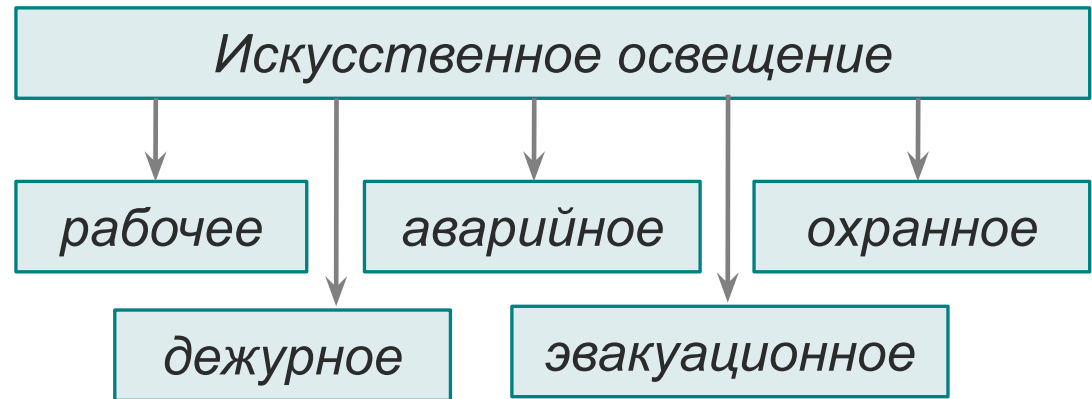 Искусственное освещение
рабочее
аварийное
охранное
дежурное
эвакуационное